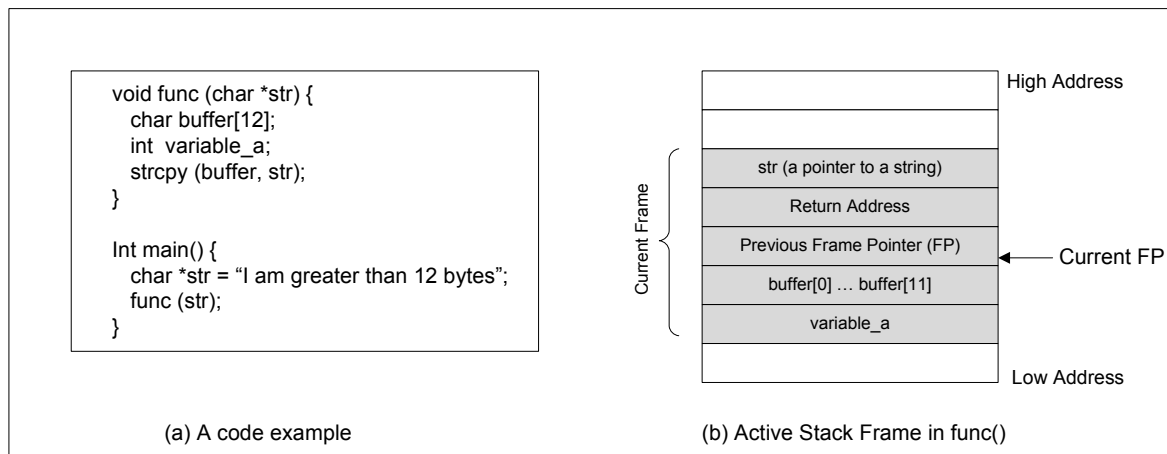 void func (char *str) {
char buffer[12];
int variable_a;
strcpy (buffer, str);
}
Int main() {
char *str = “I am greater than 12 bytes”;
func (str);
}
(a) A code example
High Address
Current Frame
str (a pointer to a string)
Return Address
Previous Frame Pointer (FP)
Current FP
buffer[0] … buffer[11]
variable_a
Low Address
(b) Active Stack Frame in func()